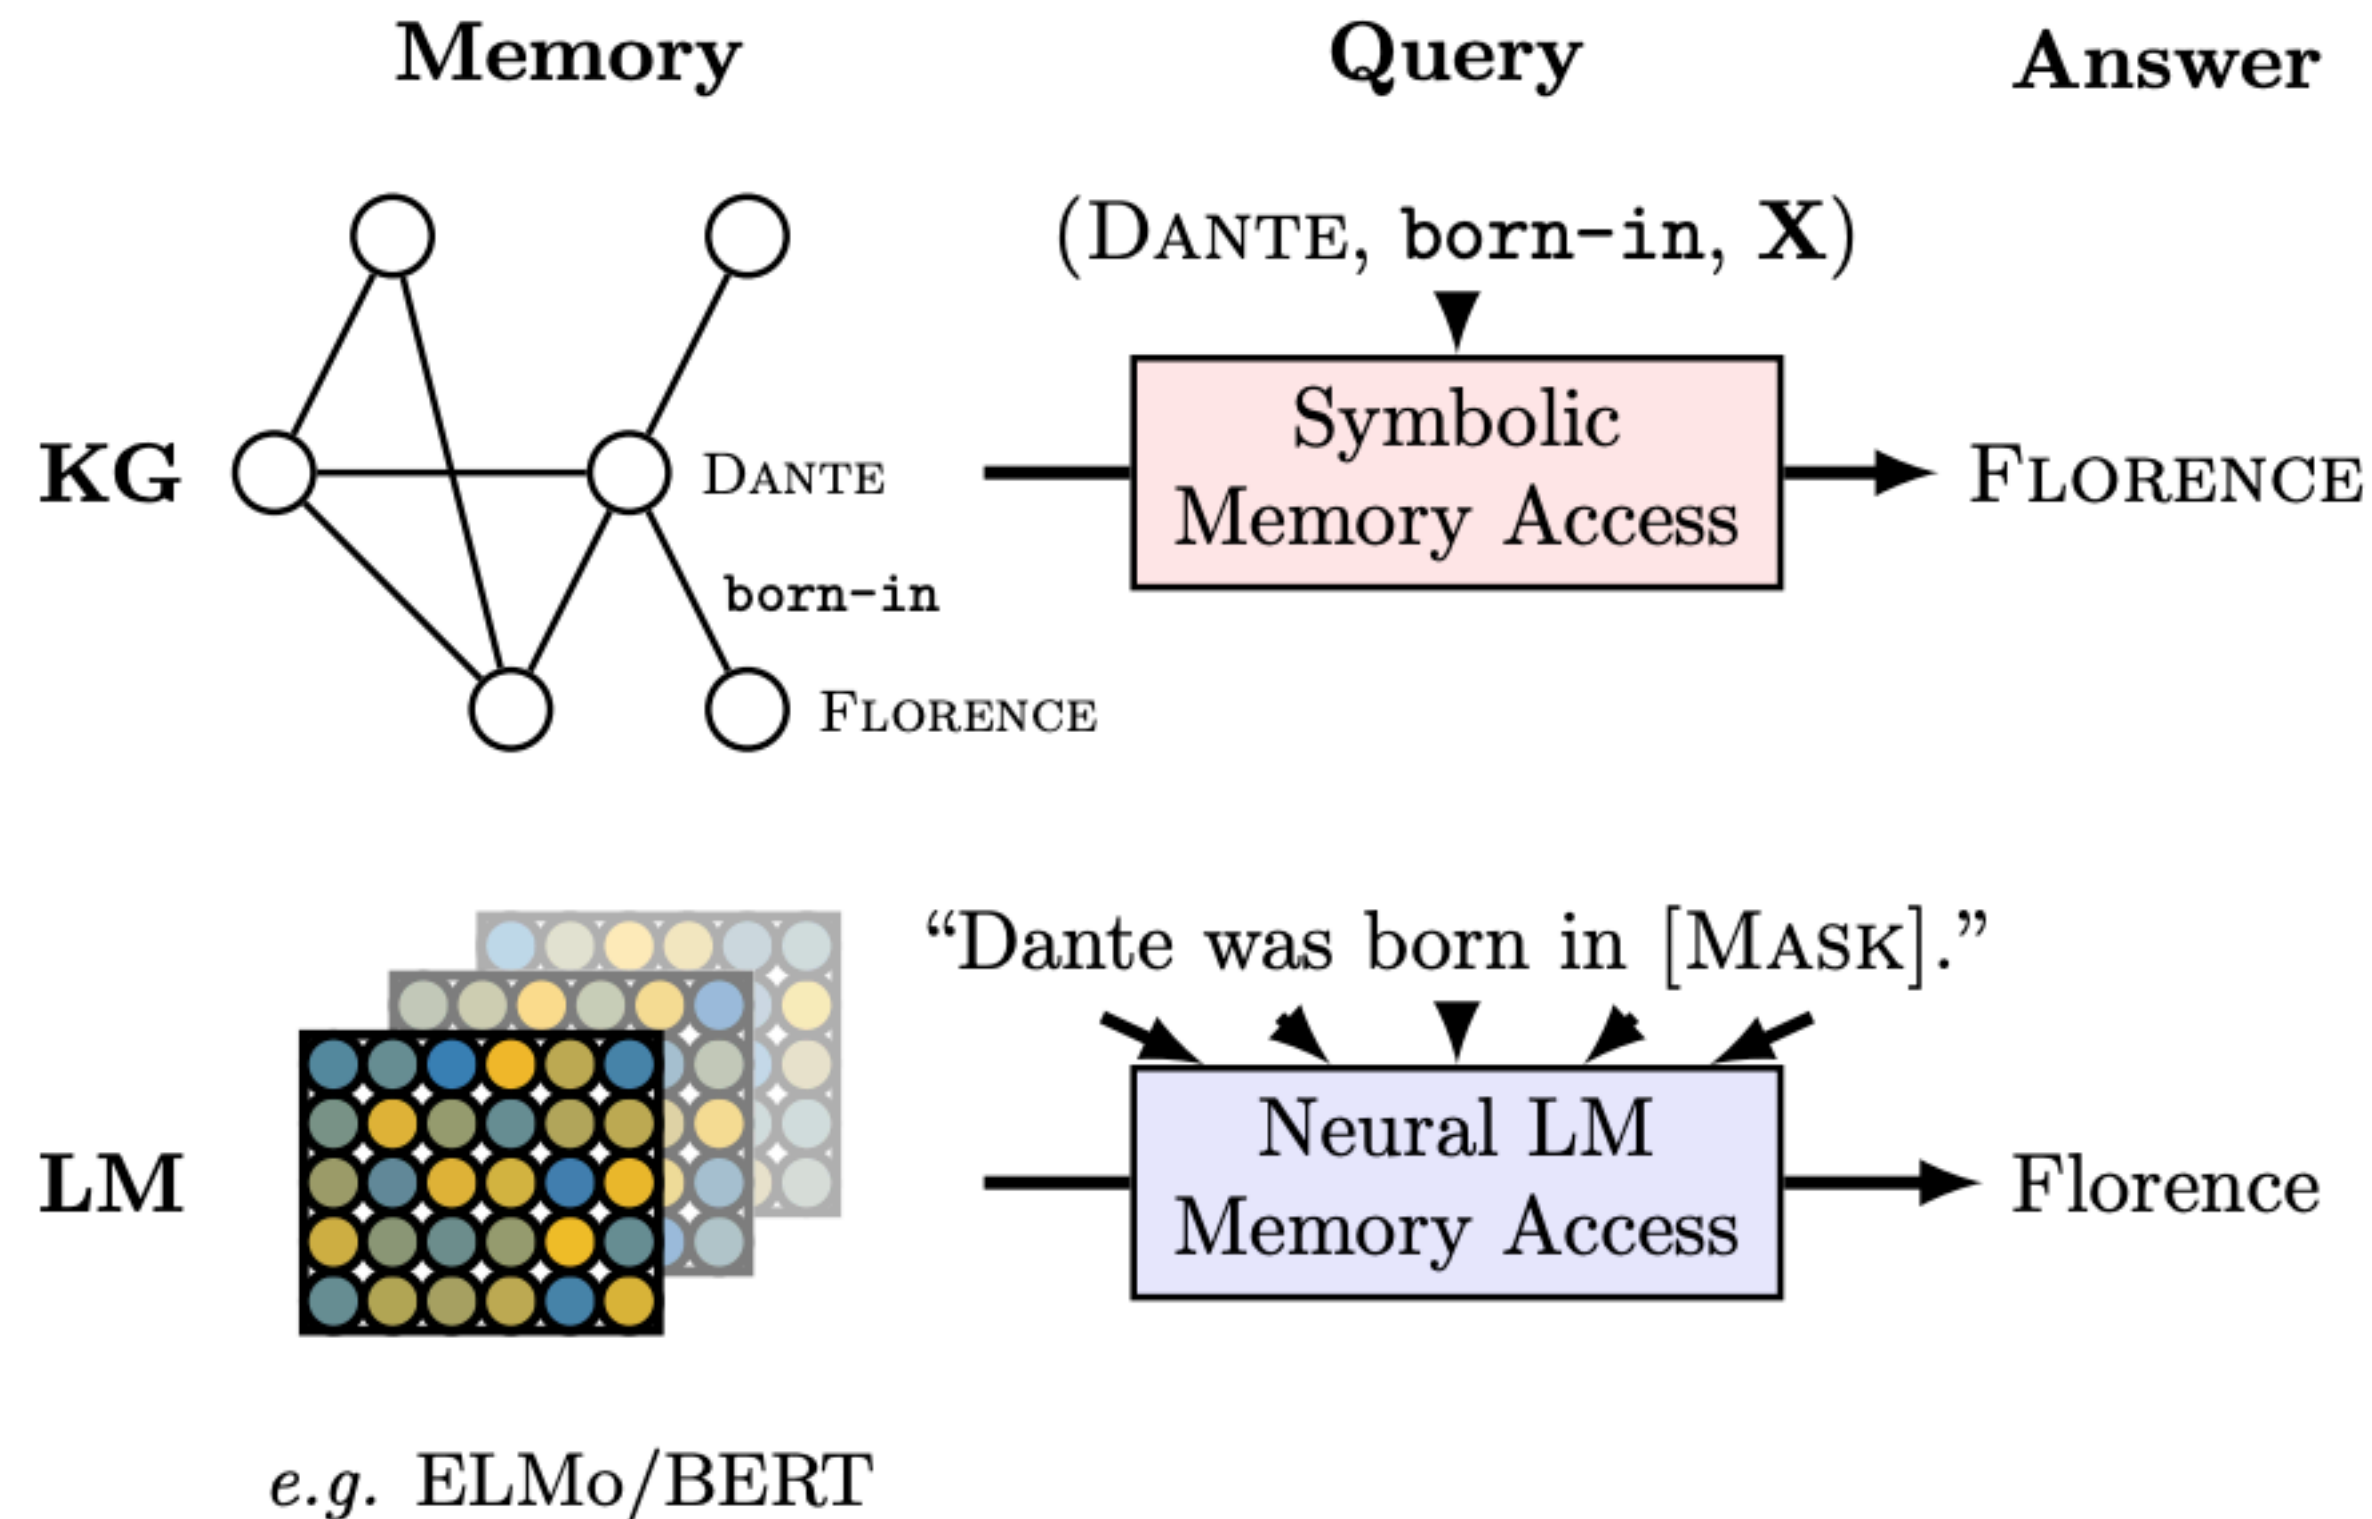 Memory
Query
Answer
KG
DANTE
born-in
FLORENCE
(DANTE, born-in, X)
Symbolic
Memory Access
FLORENCE
LM
e.g. ELMo/BERT
“Dante was born in [MASK].”
Neural LM
Memory Access
Florence